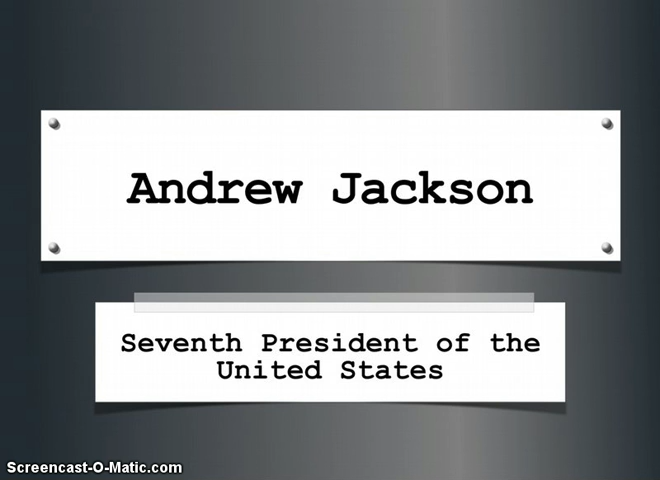 Andrew Jackson
Seventh President of the
United States
Screencast-O-Matic.com